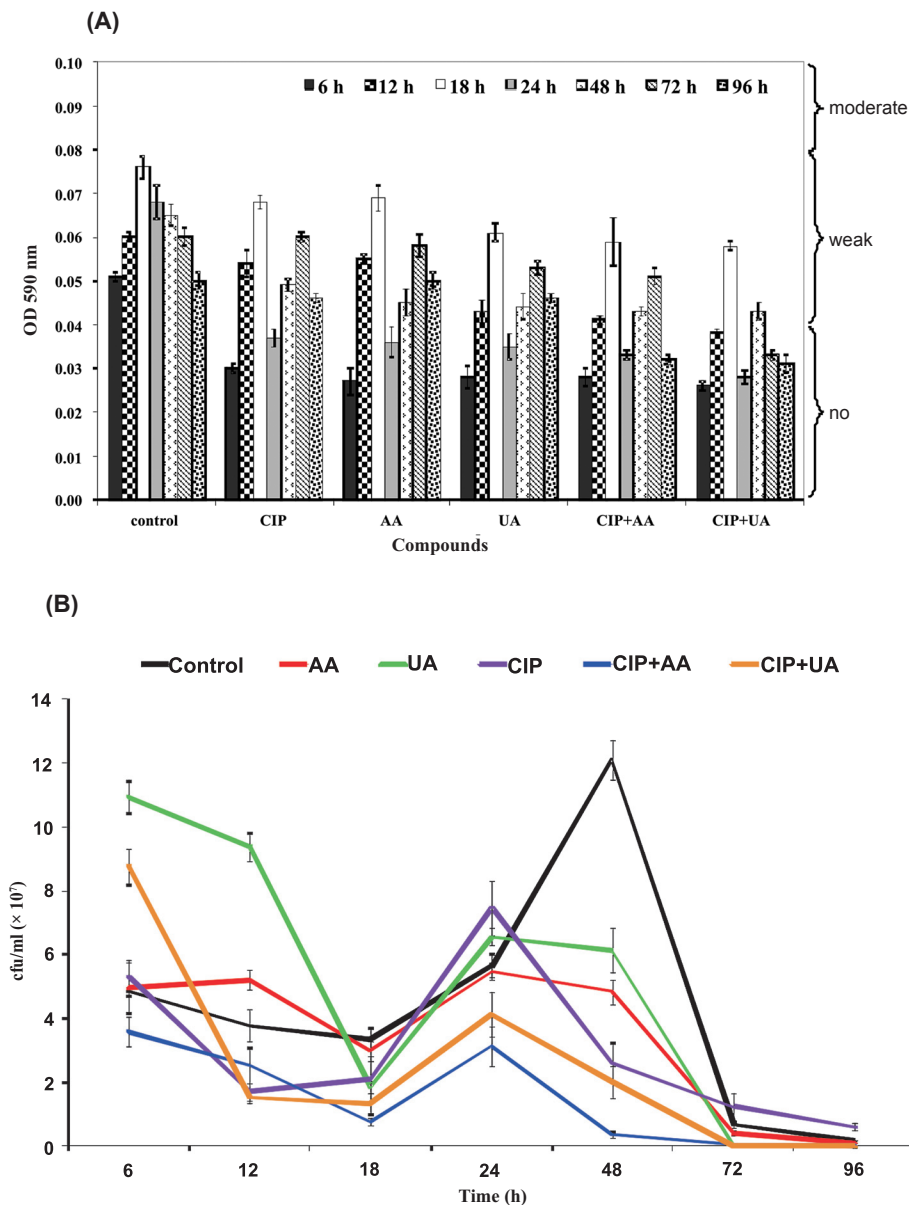 (A)
0.10
0.09
0.08
0.07
0.06
0.05
0.04
0.03
0.02
0.01
0.00
OD 590 nm
6 h 12 h 18 h 24 h 48 h 72 h 96 h
moderate
weak
no
control CIP AA UA CIP+AA CIP+UA
Compounds
(B)
Control AA UA CIP CIP+AA CIP+UA
14
12
10
8
6
4
2
0
cfu/ml (× 10⁷)
6 12 18 24 48 72 96
Time (h)